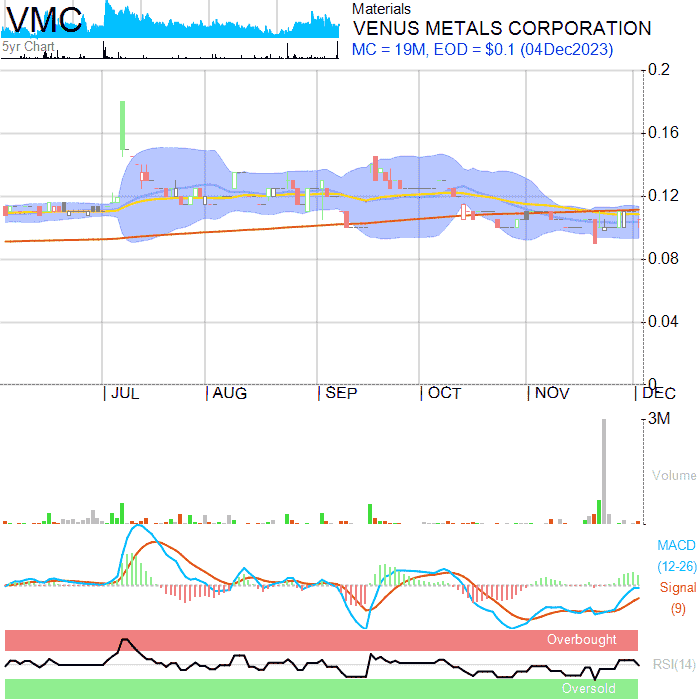 VMC
5yr Chart
Materials
VENUS METALS CORPORATION
MC = 19M, EOD = $0.1 (04Dec2023)
0.2
0.16
0.12
0.08
0.04
0
JUL AUG SEP OCT NOV DEC
3M
Volume
MACD
(12-26)
Signal
(9)
Overbought
RSI(14)
Oversold